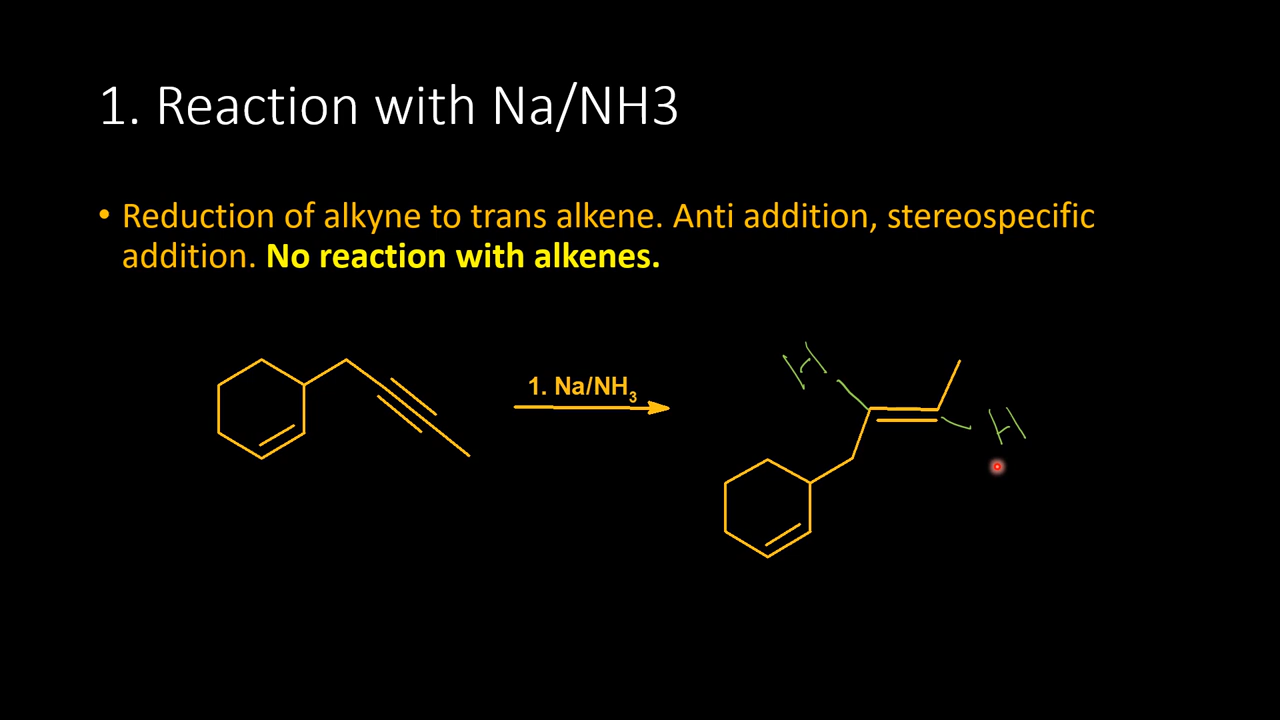 1. Reaction with Na/NH3
• Reduction of alkyne to trans alkene. Anti addition, stereospecific
addition. No reaction with alkenes.
1. Na/NH3
H
H